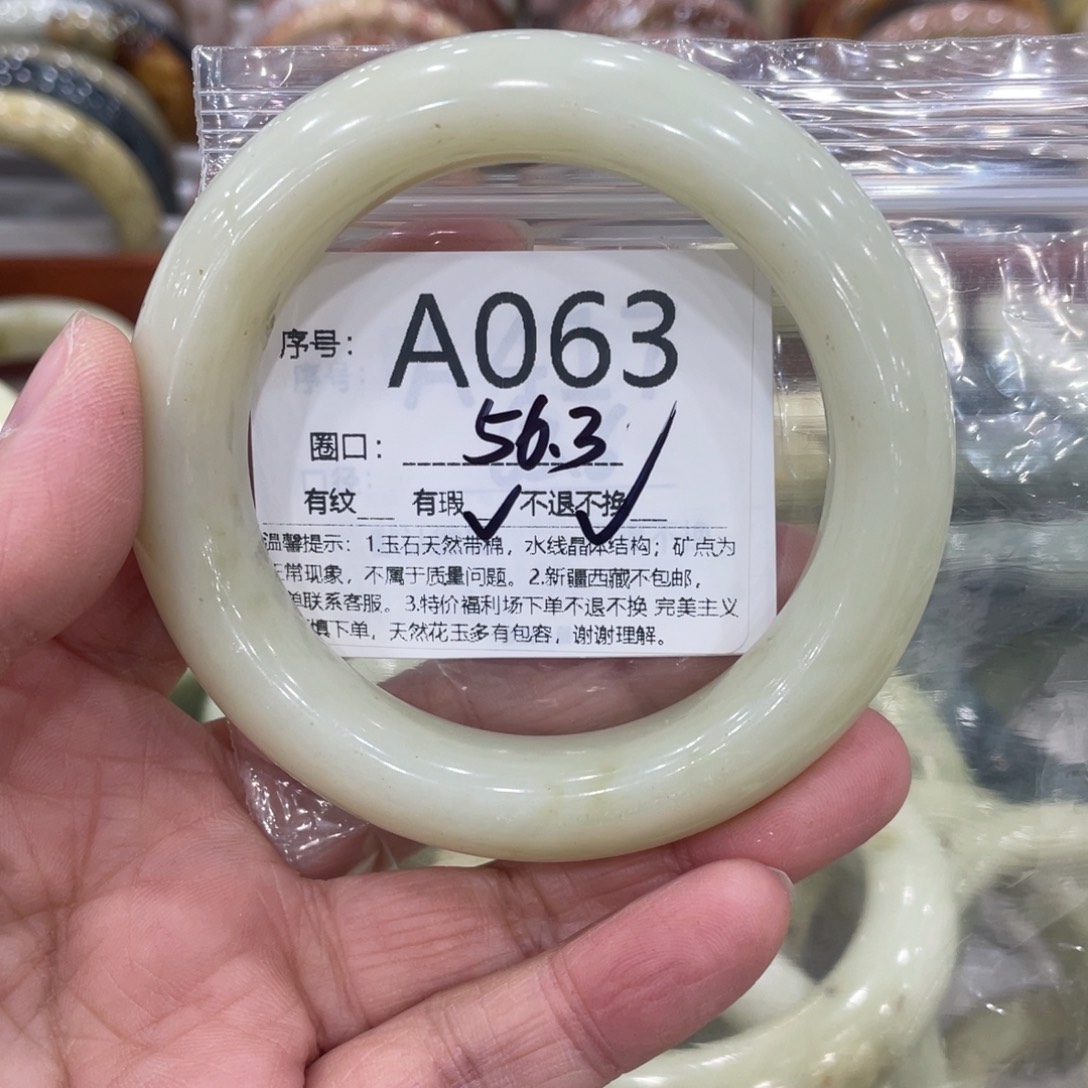 序号： A063
圈口： 56.3
有纹 有瑕✓ 不退不换✓
温馨提示：1.玉石天然带棉，水线晶体结构；矿点为
正常现象，不属于质量问题。2.新疆西藏不包邮，
联系客服。3.特价福利场下单不退不换 完美主义
慎下单，天然花玉多有包容，谢谢理解。